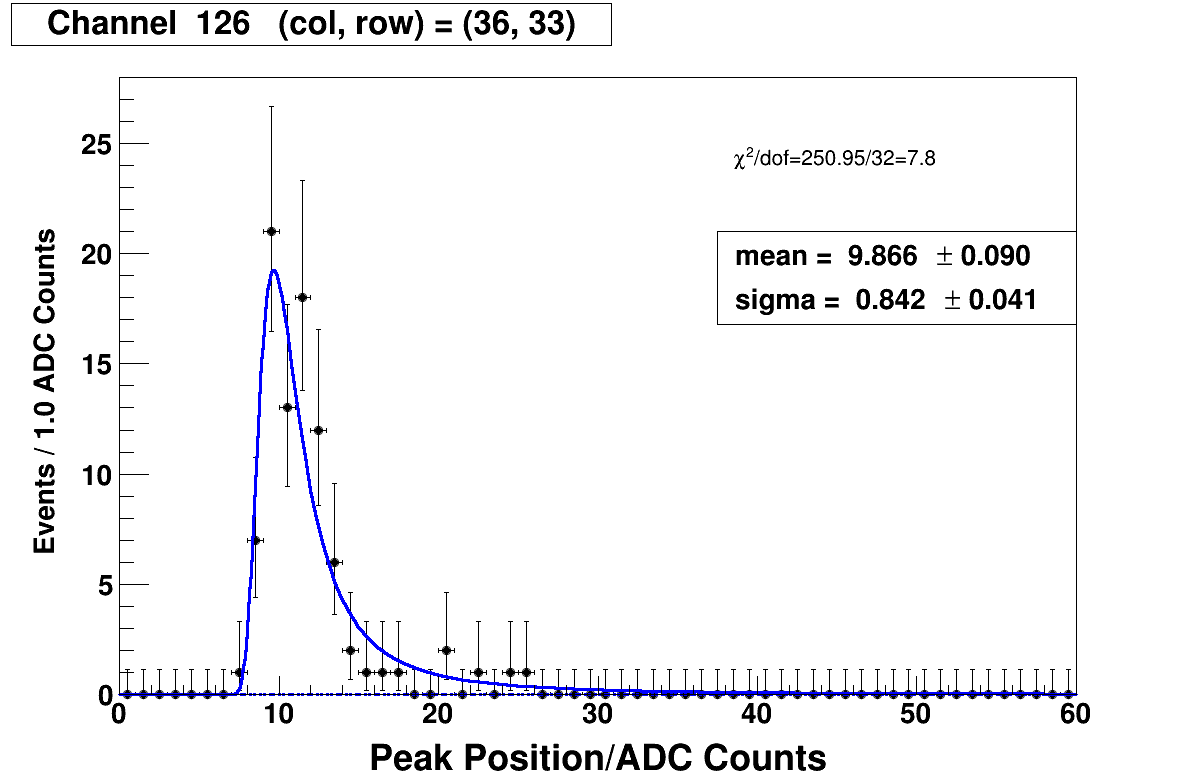 Channel 126 (col, row) = (36, 33)
25
20
15
10
5
0
Events / 1.0 ADC Counts
χ²/dof=250.95/32=7.8
mean = 9.866 ± 0.090
sigma = 0.842 ± 0.041
0 10 20 30 40 50 60
Peak Position/ADC Counts